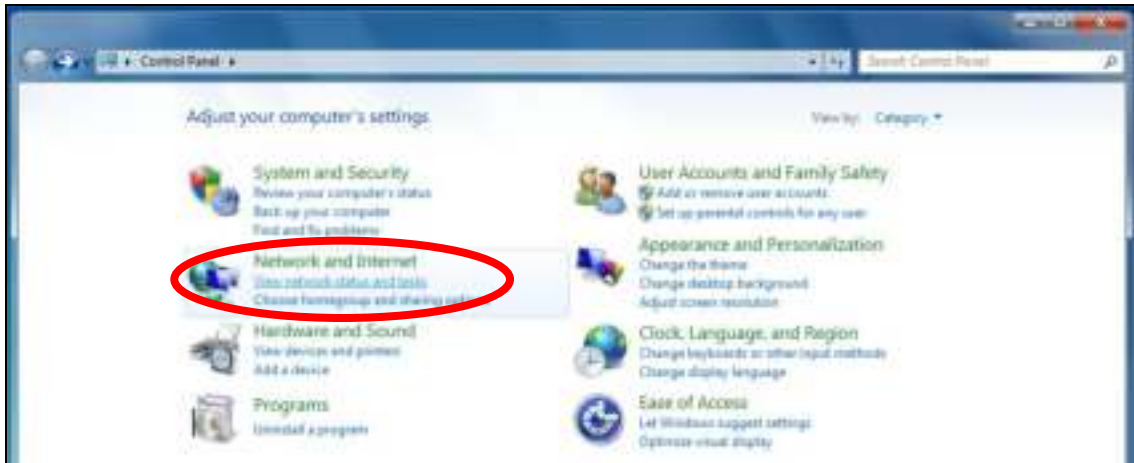 Control Panel
Search Control Panel
Adjust your computer's settings
View by: Category
System and Security
Review your computer's status
Back up your computer
Find and fix problems
Network and Internet
View network status and tasks
Choose homegroup and sharing
Hardware and Sound
View devices and printers
Add a device
Programs
Uninstall a program
User Accounts and Family Safety
Add or remove user accounts
Set up parental controls for any user
Appearance and Personalization
Change the theme
Change desktop background
Adjust screen resolution
Clock, Language, and Region
Change keyboards or other input methods
Change display language
Ease of Access
Let Windows suggest settings
Optimize visual display